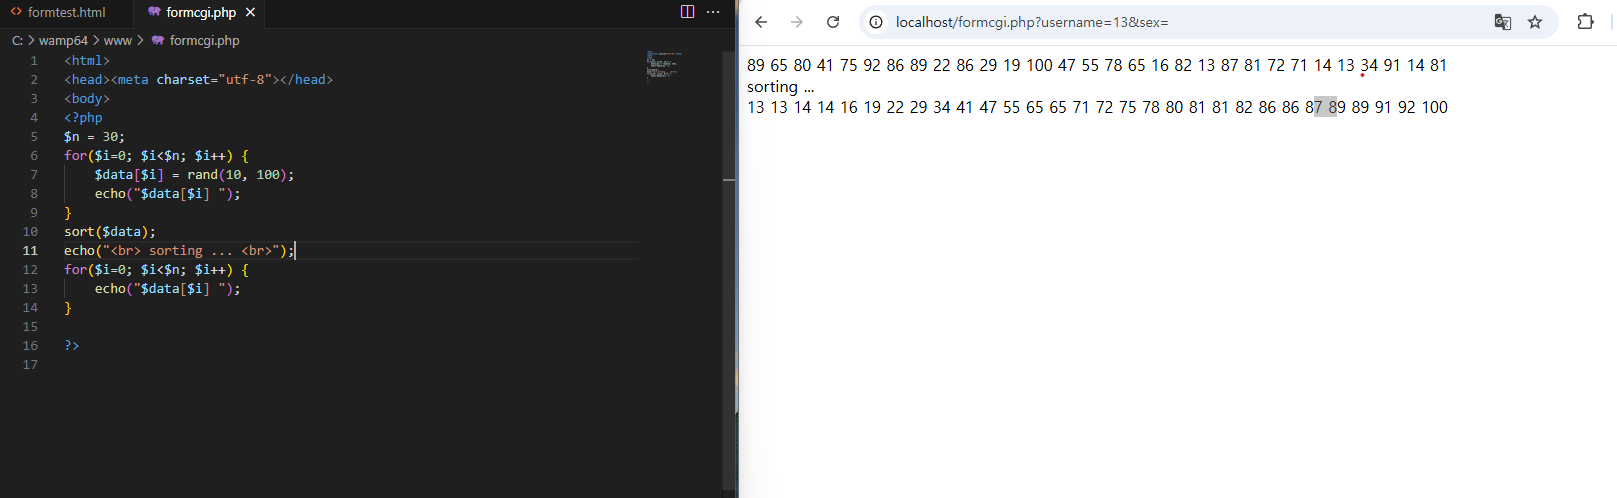 formtest.html
formcgi.php
C: > wamp64 > www > formcgi.php
1 <html>
2 <head><meta charset="utf-8"></head>
3 <body>
4 <?php
5 $n = 30;
6 for($i=0; $i<$n; $i++) {
7 $data[$i] = rand(10, 100);
8 echo("$data[$i] ");
9 }
10 sort($data);
11 echo("<br> sorting ... <br>");
12 for($i=0; $i<$n; $i++) {
13 echo("$data[$i] ");
14 }
15
16 ?>
17
localhost/formcgi.php?username=13&sex=
89 65 80 41 75 92 86 89 22 86 29 19 100 47 55 78 65 16 82 13 87 81 72 71 14 13 34 91 14 81
sorting ...
13 13 14 14 16 19 22 29 34 41 47 55 65 65 71 72 75 78 80 81 81 82 86 86 87 89 89 91 92 100